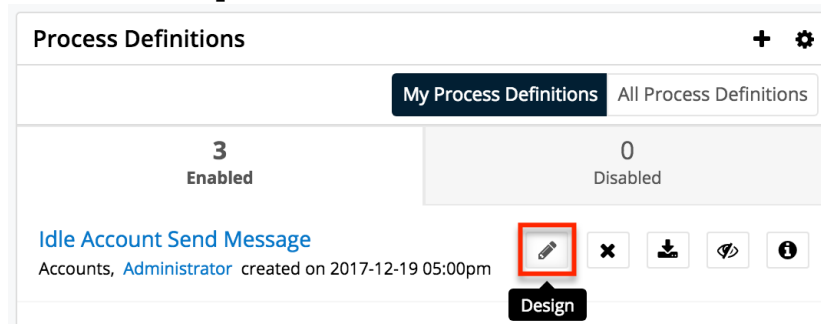 Process Definitions
My Process Definitions All Process Definitions
3 0
Enabled Disabled
Idle Account Send Message
Accounts, Administrator created on 2017-12-19 05:00pm
Design